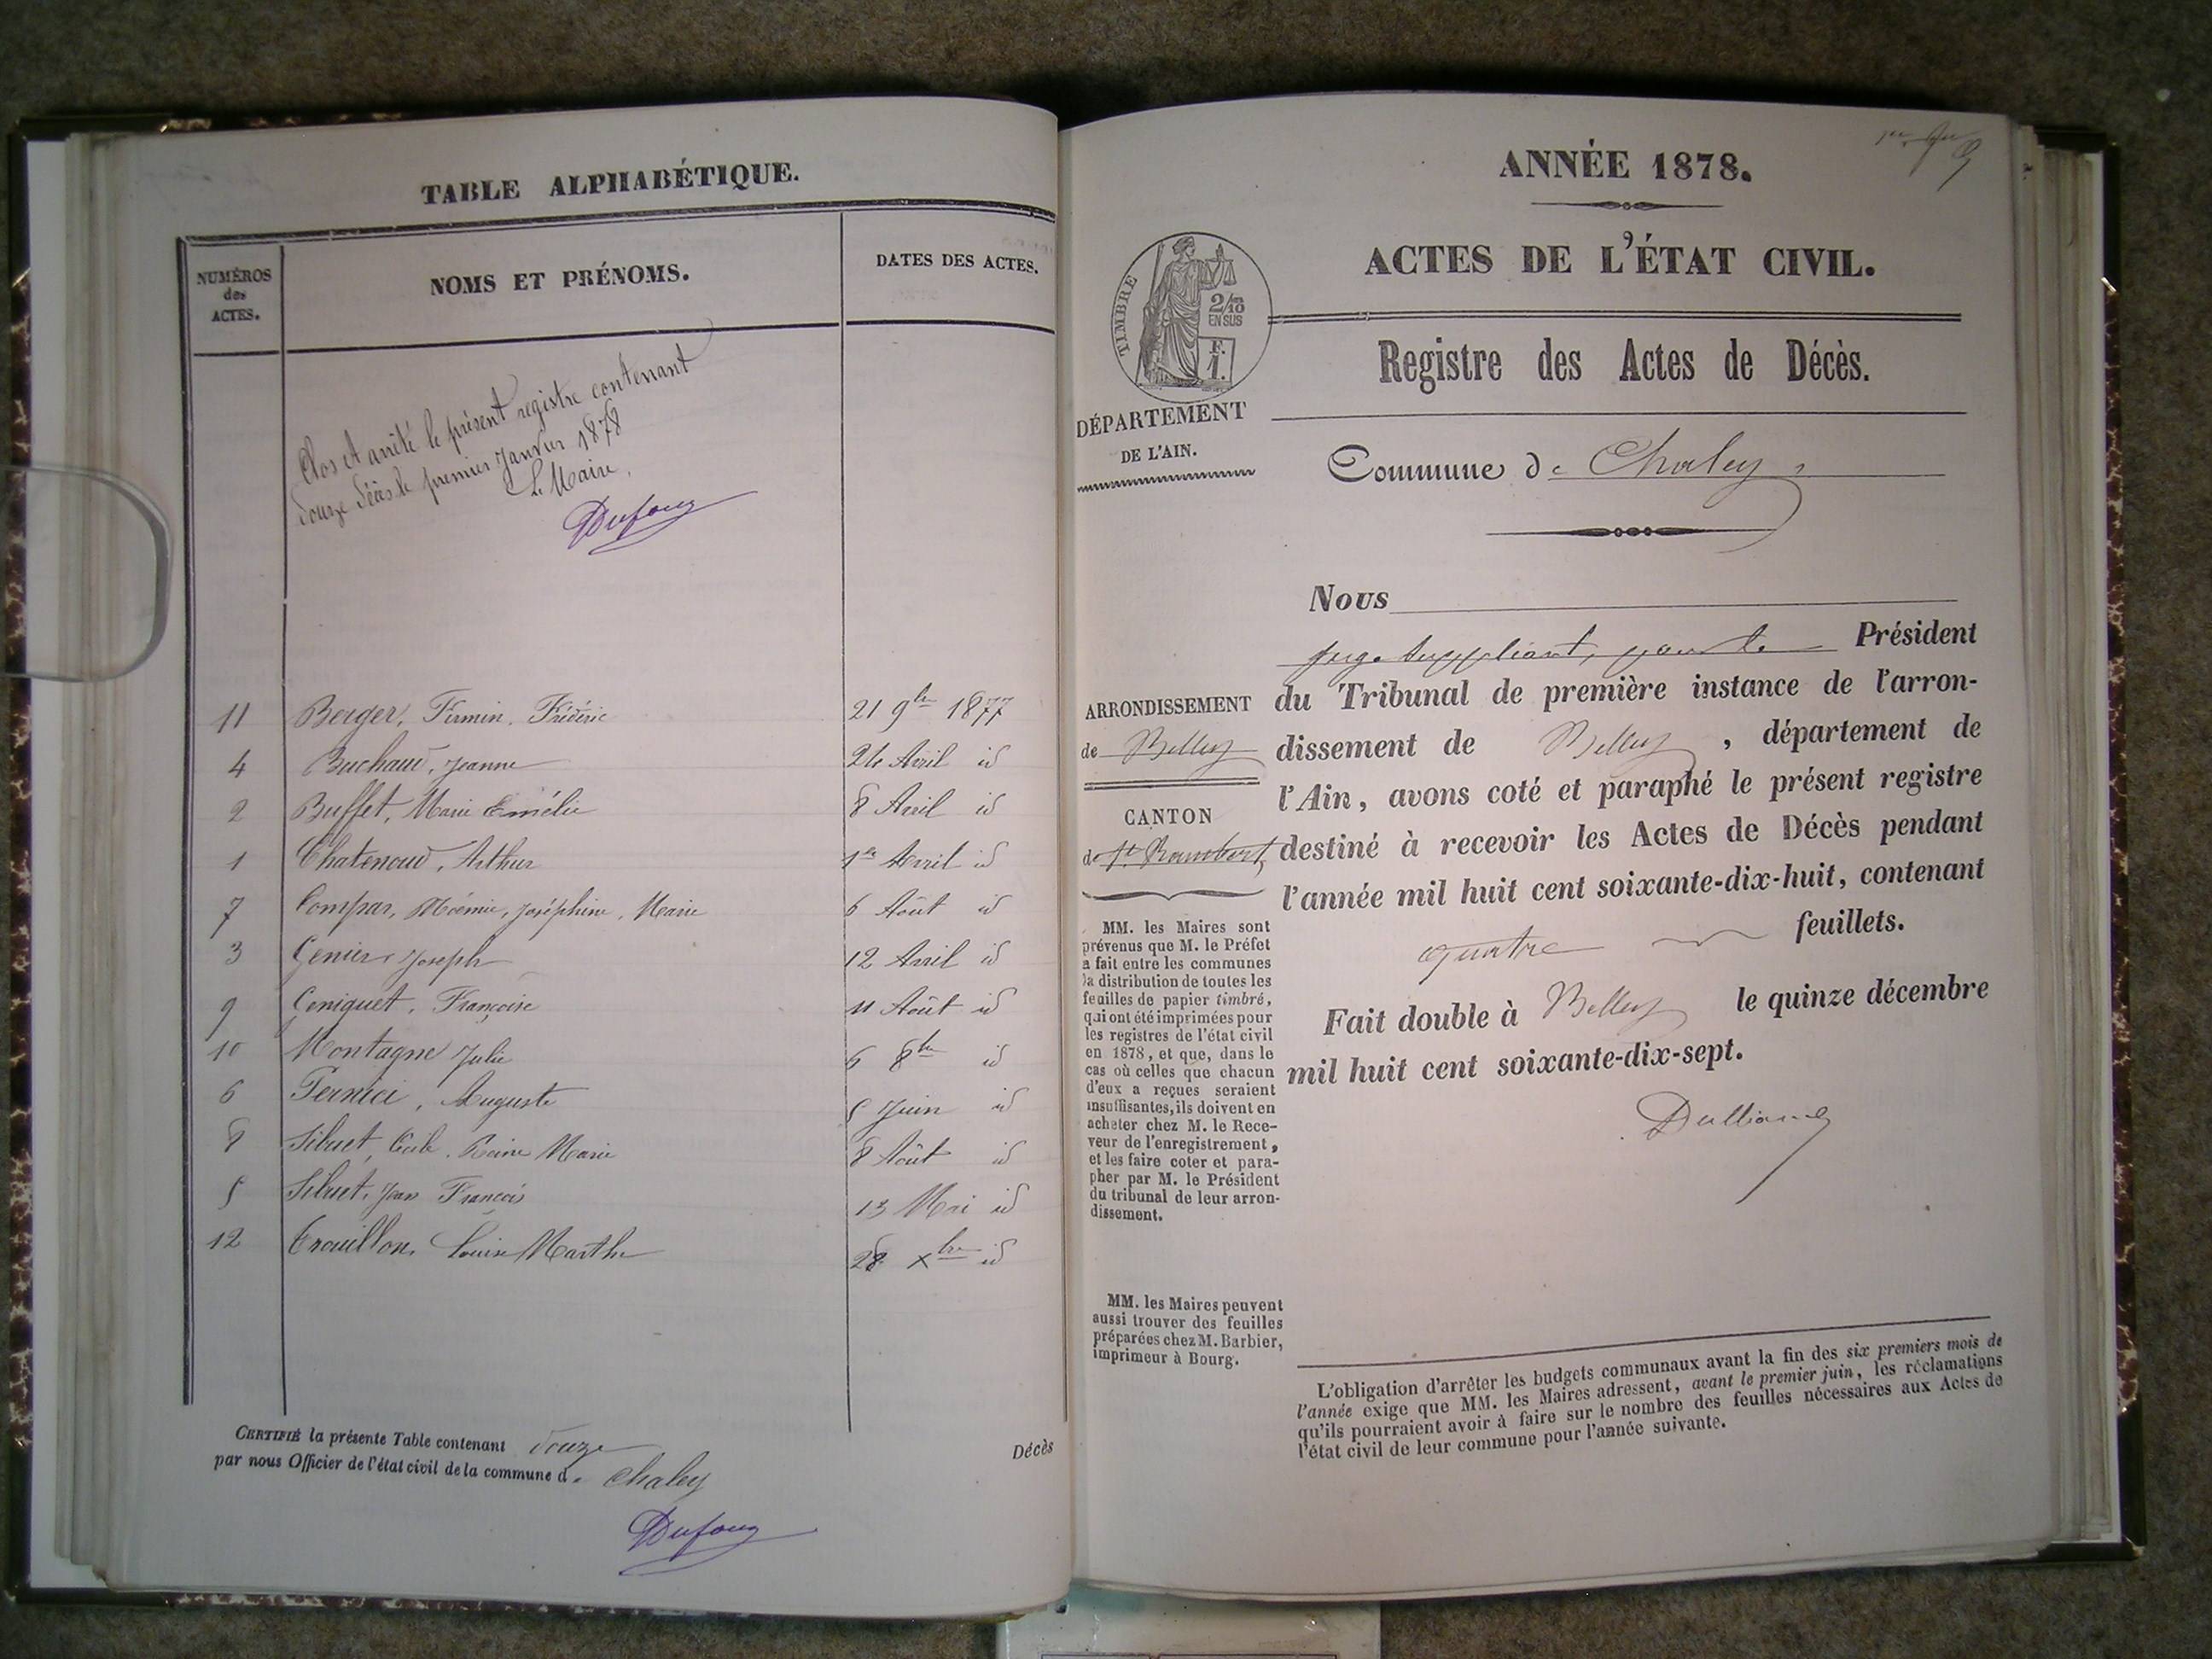 TABLE ALPHABÉTIQUE.
NUMÉROS
des
ACTES.
NOMS ET PRÉNOMS.
DATES DES ACTES.
Clos et arrêté le présent registre contenant
douze décès le premier Janvier 1878
Le Maire,
Dufour
11 Berger, Firmin, Frédéric 21 9bre 1877
4 Buchaud, Jeanne 24 Avril id
2 Buffet, Marie Emélie 8 Avril id
1 Chatenoud, Arthur 1er Avril id
7 Compar, Noémie, Joséphine, Marie 6 Août id
3 Genier Joseph 12 Avril id
9 Geniquet, Françoise 11 Août id
10 Montagne Julie 6 8bre id
6 Pernici, Auguste 5 Juin id
8 Siluet, Cécile, Reine Marie 8 Août id
5 Siluet, Jean François 13 Mai id
12 Trouillon, Louise Marthe 28 Xbre id
CERTIFIÉ la présente Table contenant douze
Décès
par nous Officier de l'état civil de la commune de Chaley
Dufour
ANNÉE 1878.
ACTES DE L'ÉTAT CIVIL.
TIMBRE
2/10
EN SUS
F.
1.
Registre des Actes de Décès.
DÉPARTEMENT
DE L'AIN.
Commune de Chaley
Nous
juge suppléant, pour le Président
du Tribunal de première instance de l'arron-
dissement de Belley, département de
l'Ain, avons coté et paraphé le présent registre
destiné à recevoir les Actes de Décès pendant
l'année mil huit cent soixante-dix-huit, contenant
quatre feuillets.
Fait double à Belley le quinze décembre
mil huit cent soixante-dix-sept.
ARRONDISSEMENT
de Belley
CANTON
de St Rambert
MM. les Maires sont
prévenus que M. le Préfet
a fait entre les communes
la distribution de toutes les
feuilles de papier timbré,
qui ont été imprimées pour
les registres de l'état civil
en 1878, et que, dans le
cas où celles que chacun
d'eux a reçues seraient
insuffisantes, ils doivent en
acheter chez M. le Rece-
veur de l'enregistrement,
et les faire coter et para-
pher par M. le Président
du tribunal de leur arron-
dissement.
MM. les Maires peuvent
aussi trouver des feuilles
préparées chez M. Barbier,
imprimeur à Bourg.
L'obligation d'arrêter les budgets communaux avant la fin des six premiers mois de
l'année exige que MM. les Maires adressent, avant le premier juin, les réclamations
qu'ils pourraient avoir à faire sur le nombre des feuilles nécessaires aux Actes de
l'état civil de leur commune pour l'année suivante.